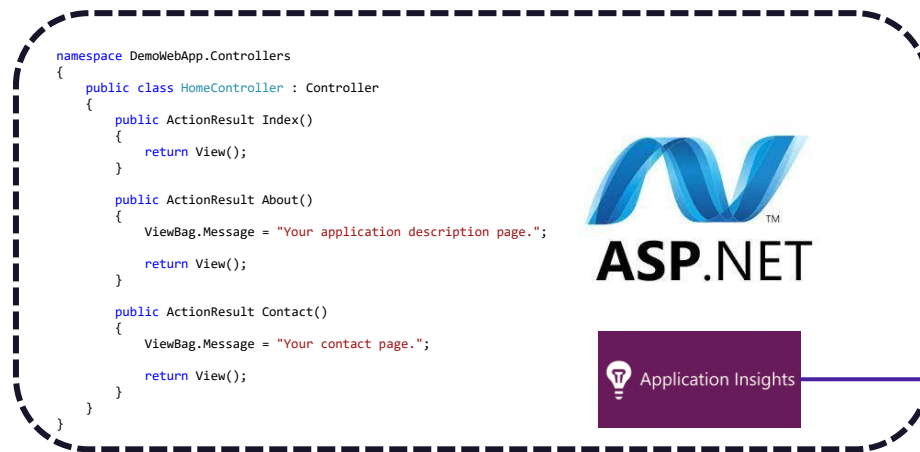 namespace DemoWebApp.Controllers
{
    public class HomeController : Controller
    {
        public ActionResult Index()
        {
            return View();
        }

        public ActionResult About()
        {
            ViewBag.Message = "Your application description page.";

            return View();
        }

        public ActionResult Contact()
        {
            ViewBag.Message = "Your contact page.";

            return View();
        }
    }
}
TM
ASP.NET
Application Insights